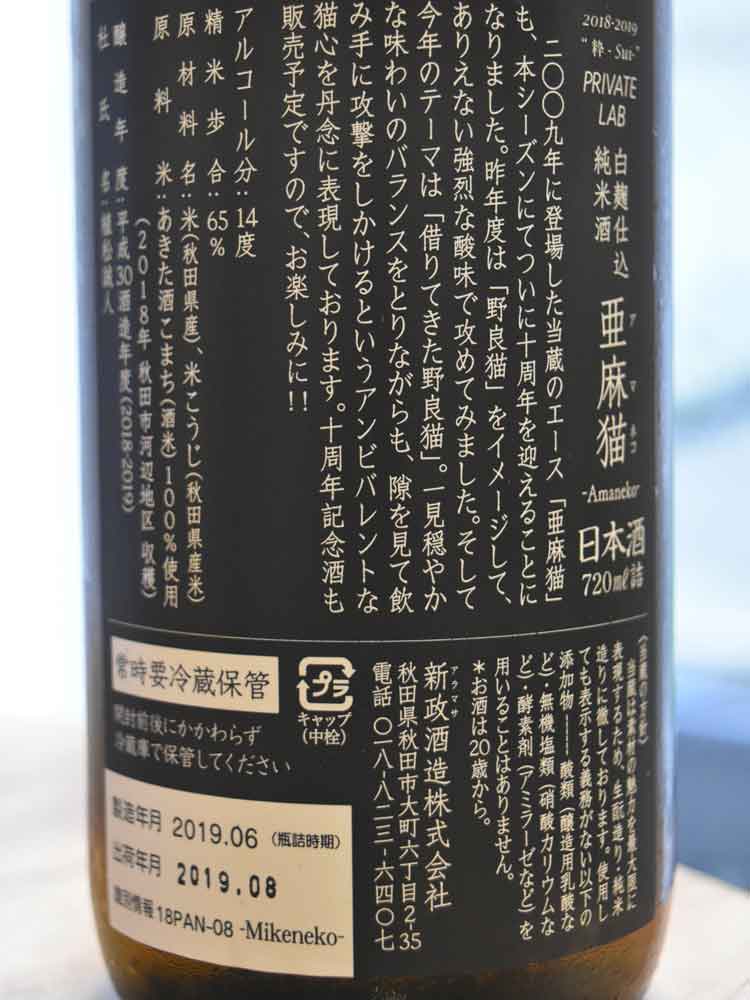 2018-2019
"粋 - Sui-"
PRIVATE
LAB
白麹仕込
純米酒
亜麻猫
アマネコ
-Amaneko-
日本酒
720㎖詰
二〇〇九年に登場した当蔵のエース「亜麻猫」
も、本シーズンにてついに十周年を迎えることに
なりました。昨年度は「野良猫」をイメージして、
ありえない強烈な酸味で攻めてみました。そして
今年のテーマは「借りてきた野良猫」。一見穏やか
な味わいのバランスをとりながらも、隙を見て飲
み手に攻撃をしかけるというアンビバレントな
猫心を丹念に表現しております。十周年記念酒も
販売予定ですので、お楽しみに!!
アルコール分:14度
精米歩合:65%
原材料名:米(秋田県産)、米こうじ(秋田県産米)
原料米:あきた酒こまち(酒米)100%使用
(2018年 秋田市河辺地区 収穫)
醸造年度:平成30酒造年度(2018-2019)
杜氏名:植松誠人
当蔵は素材の魅力を最大限に
表現するため、生酛造り・純米
造りに徹しております。使用し
ても表示する義務がない以下の
添加物――酸類(醸造用乳酸な
ど)・無機塩類(硝酸カリウムな
ど)・酵素剤(アミラーゼなど)を
用いることはありません。
*お酒は20歳から。
アラマサ
新政酒造株式会社
秋田県秋田市大町六丁目2-35
電話 〇一八-八二三-六四〇七
プラ
キャップ
(中栓)
常時要冷蔵保管
開封前後にかかわらず
冷蔵庫で保管してください
製造年月 2019.06 (瓶詰時期)
出荷年月 2019.08
識別情報 18PAN-08 -Mikeneko-